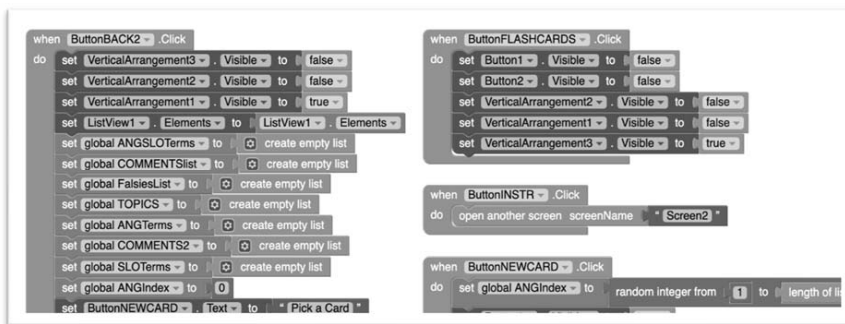 when ButtonBACK2 .Click
do set VerticalArrangement3 . Visible to false
set VerticalArrangement2 . Visible to false
set VerticalArrangement1 . Visible to true
set ListView1 . Elements to ListView1 . Elements
set global ANGSLOTerms to create empty list
set global COMMENTSlist to create empty list
set global FalsiesList to create empty list
set global TOPICS to create empty list
set global ANGTerms to create empty list
set global COMMENTS2 to create empty list
set global SLOTerms to create empty list
set global ANGIndex to 0
set ButtonNEWCARD . Text to " Pick a Card "
when ButtonFLASHCARDS .Click
do set Button1 . Visible to false
set Button2 . Visible to false
set VerticalArrangement2 . Visible to false
set VerticalArrangement1 . Visible to false
set VerticalArrangement3 . Visible to true
when ButtonINSTR .Click
do open another screen screenName " Screen2 "
when ButtonNEWCARD .Click
do set global ANGIndex to random integer from 1 to length of